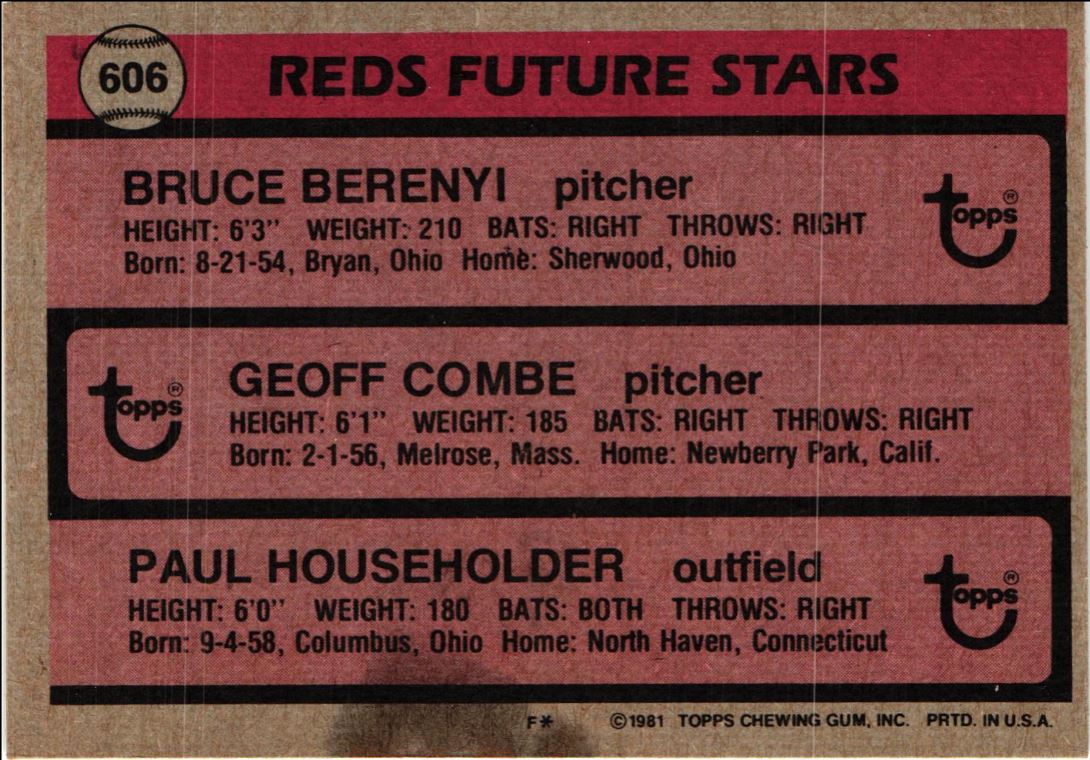 606
REDS FUTURE STARS
BRUCE BERENYI pitcher
HEIGHT: 6'3" WEIGHT: 210 BATS: RIGHT THROWS: RIGHT
Born: 8-21-54, Bryan, Ohio Home: Sherwood, Ohio
topps®
GEOFF COMBE pitcher
HEIGHT: 6'1" WEIGHT: 185 BATS: RIGHT THROWS: RIGHT
Born: 2-1-56, Melrose, Mass. Home: Newberry Park, Calif.
topps®
PAUL HOUSEHOLDER outfield
HEIGHT: 6'0" WEIGHT: 180 BATS: BOTH THROWS: RIGHT
Born: 9-4-58, Columbus, Ohio Home: North Haven, Connecticut
topps®
F* ©1981 TOPPS CHEWING GUM, INC. PRTD. IN U.S.A.